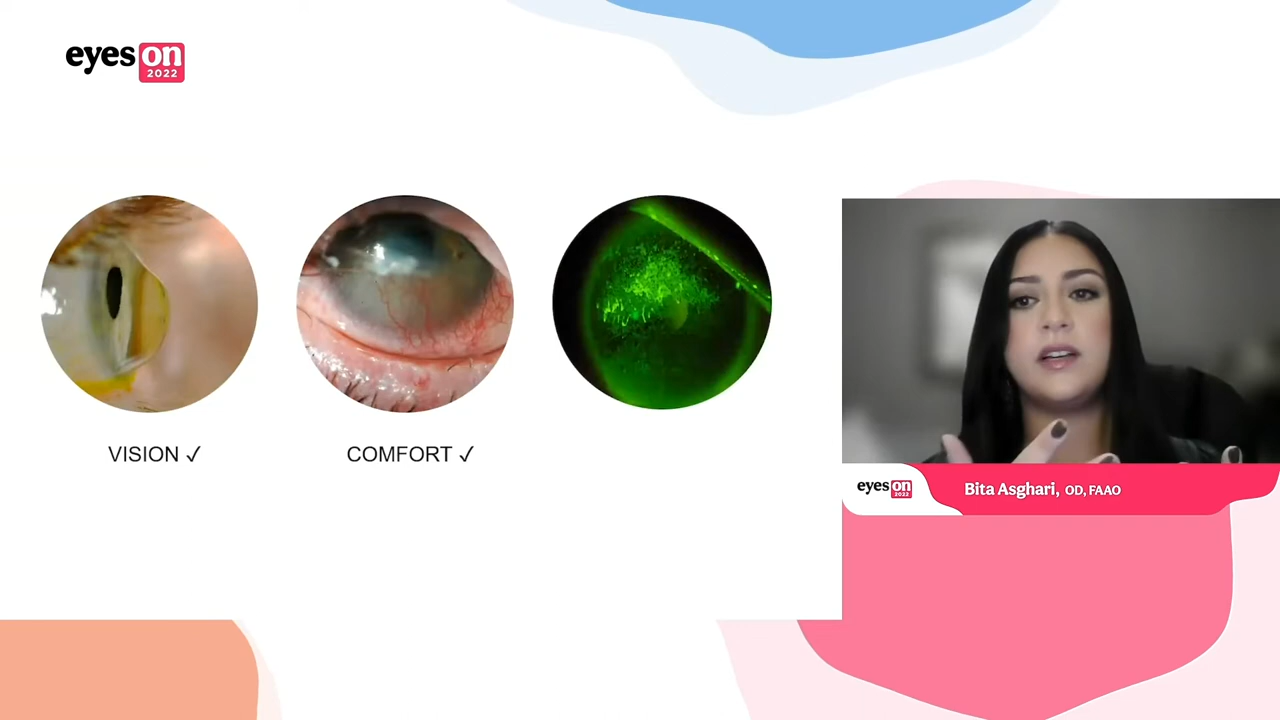 eyes on
2022
VISION ✓
COMFORT ✓
eyes on
2022
Bita Asghari, OD, FAAO